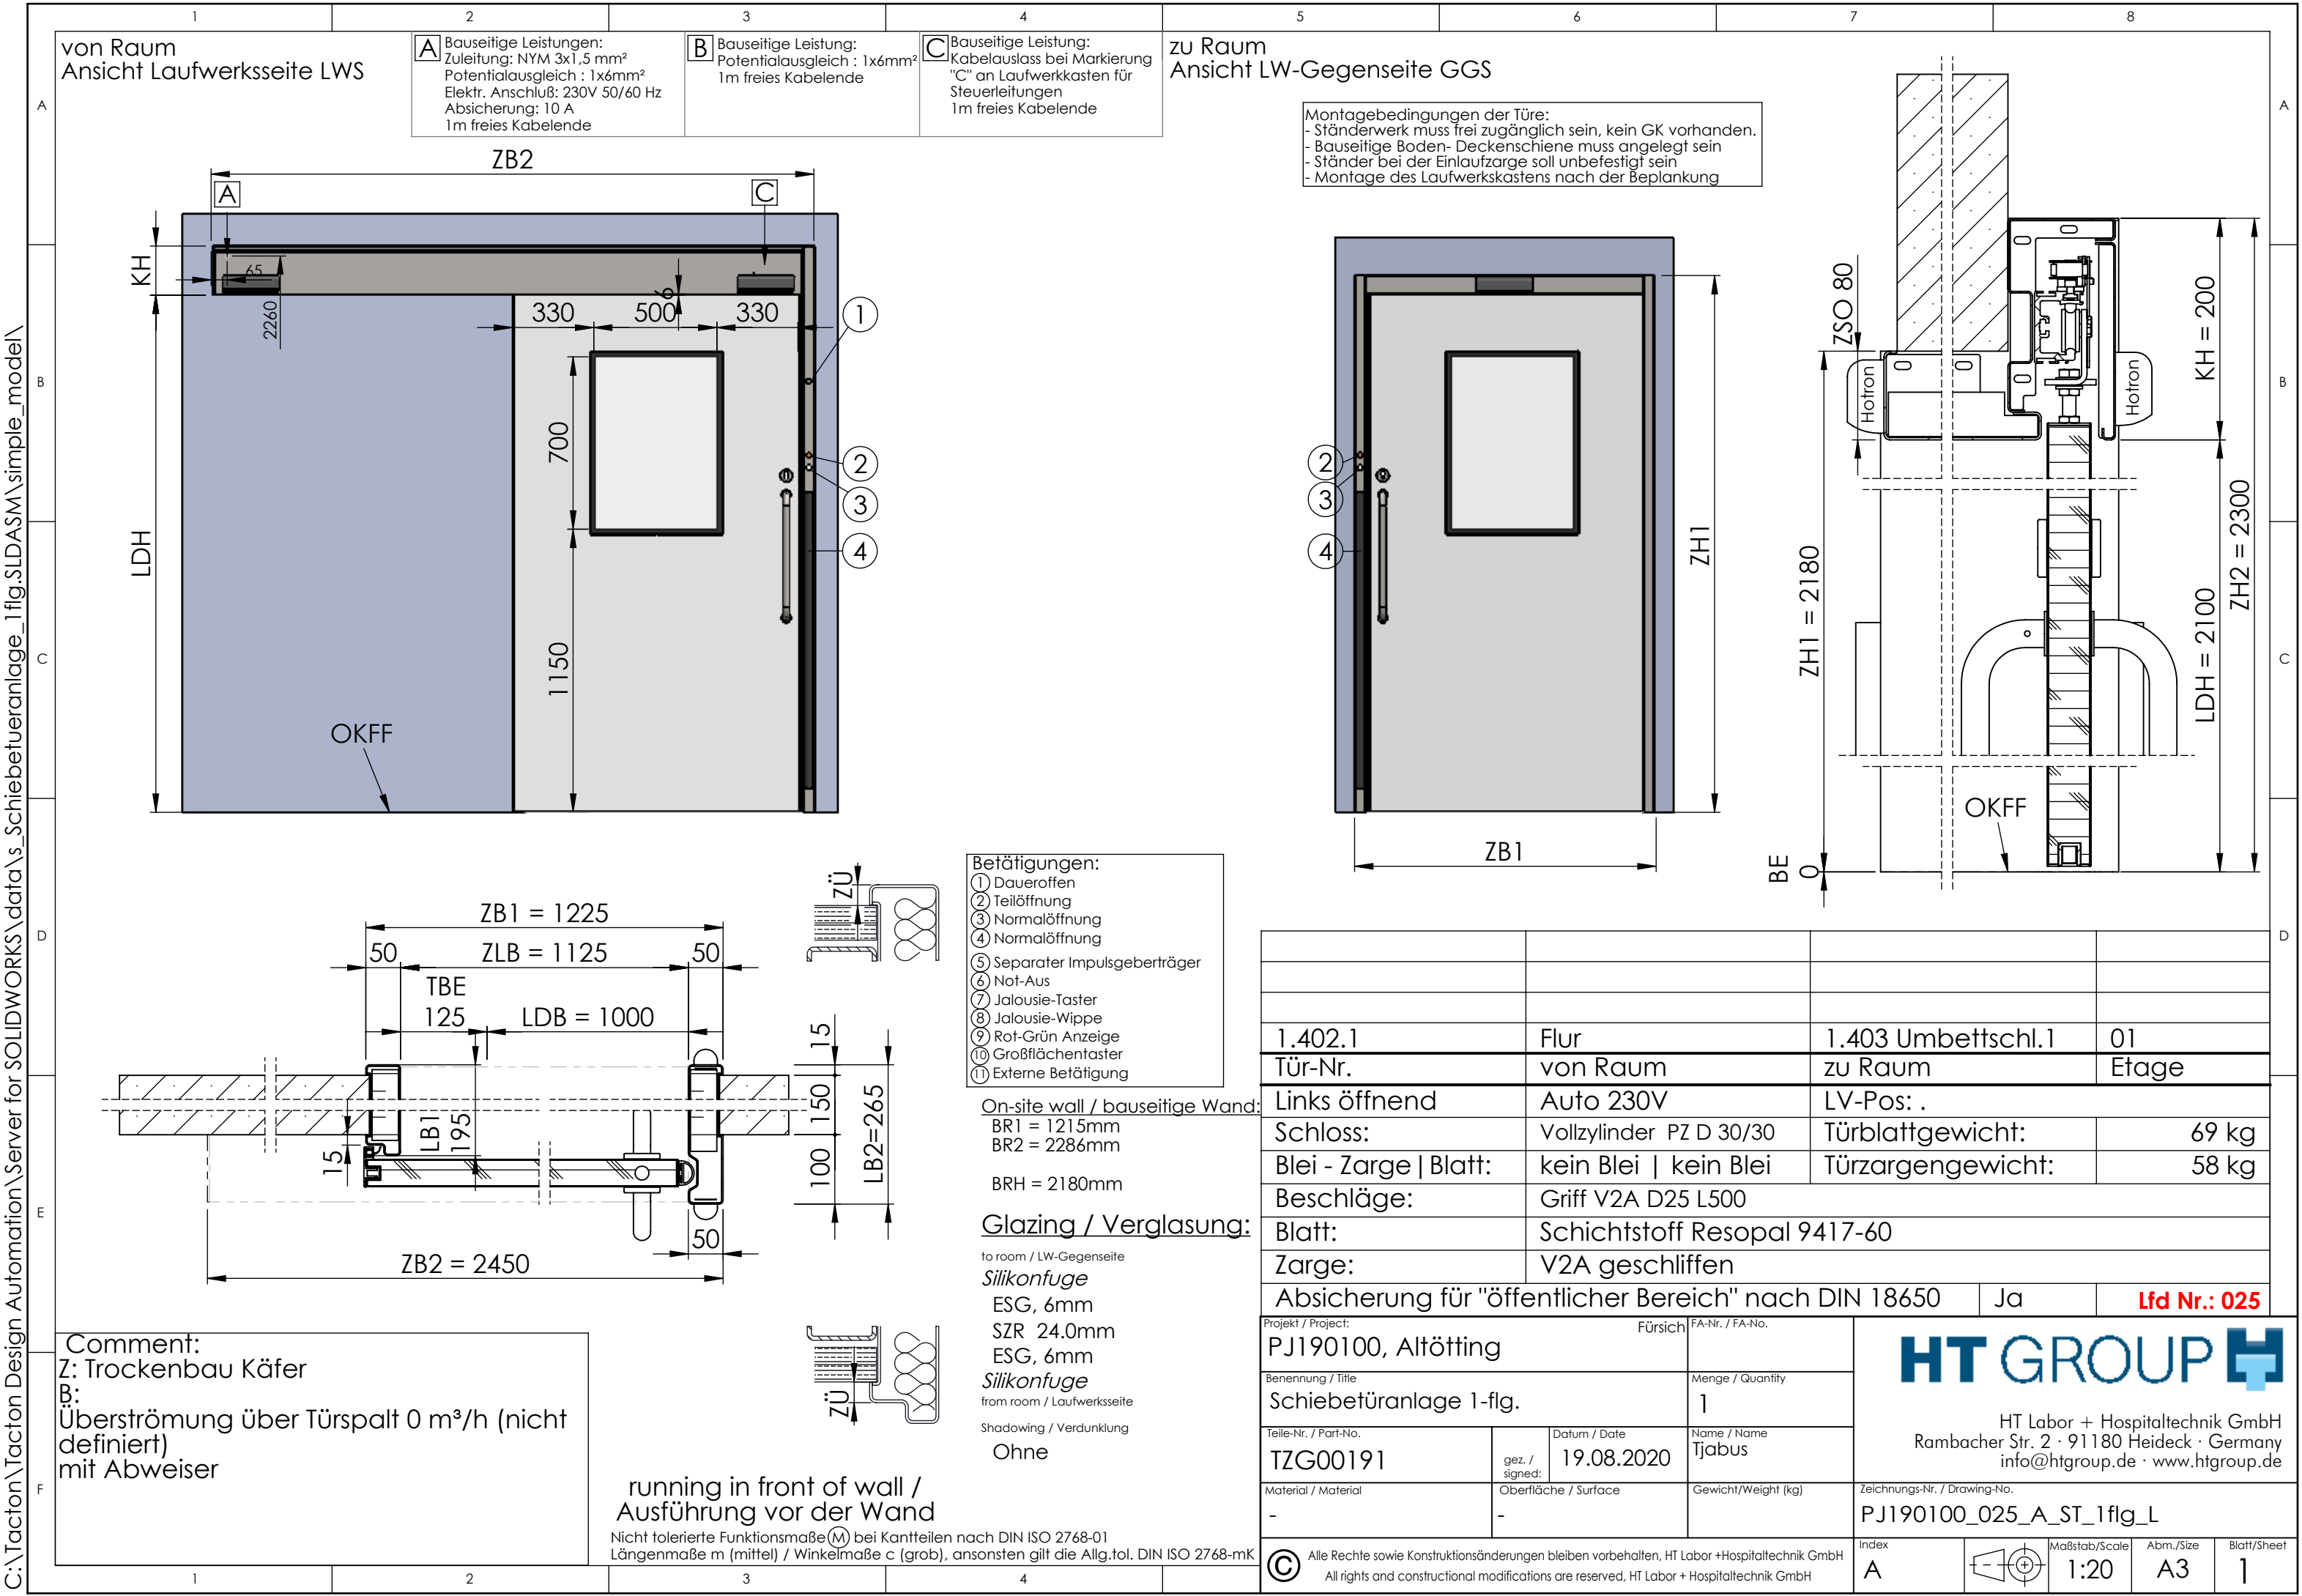 1 2 3 4 5 6 7 8
von Raum
Ansicht Laufwerksseite LWS
A Bauseitige Leistungen:
Zuleitung: NYM 3x1,5 mm²
Potentialausgleich : 1x6mm²
Elektr. Anschluß: 230V 50/60 Hz
Absicherung: 10 A
1m freies Kabelende
B Bauseitige Leistung:
Potentialausgleich : 1x6mm²
1m freies Kabelende
C Bauseitige Leistung:
Kabelauslass bei Markierung
"C" an Laufwerkkasten für
Steuerleitungen
1m freies Kabelende
zu Raum
Ansicht LW-Gegenseite GGS
Montagebedingungen der Türe:
- Ständerwerk muss frei zugänglich sein, kein GK vorhanden.
- Bauseitige Boden- Deckenschiene muss angelegt sein
- Ständer bei der Einlaufzarge soll unbefestigt sein
- Montage des Laufwerkskastens nach der Beplankung
A
B
C
D
E
F
A
B
C
D
C:\Tacton\Tacton Design Automation\Server for SOLIDWORKS\data\s_Schiebetueranlage_1flg.SLDASM\simple_model\
ZB2
A
C
KH
65
2260
6
330 500 330
700
1150
LDH
OKFF
1
2
3
4
2
3
4
ZH1
ZB1
ZSO 80
Hotron
Hotron
KH = 200
ZH1 = 2180
ZH2 = 2300
LDH = 2100
OKFF
BE
0
ZB1 = 1225
50 ZLB = 1125 50
TBE
125 LDB = 1000
15
150
100
LB2=265
LB1
195
15
50
ZB2 = 2450
ZÜ
ZÜ
Betätigungen:
1 Daueroffen
2 Teilöffnung
3 Normalöffnung
4 Normalöffnung
5 Separater Impulsgeberträger
6 Not-Aus
7 Jalousie-Taster
8 Jalousie-Wippe
9 Rot-Grün Anzeige
10 Großflächentaster
11 Externe Betätigung
On-site wall / bauseitige Wand:
BR1 = 1215mm
BR2 = 2286mm
BRH = 2180mm
Glazing / Verglasung:
to room / LW-Gegenseite
Silikonfuge
ESG, 6mm
SZR 24.0mm
ESG, 6mm
Silikonfuge
from room / Laufwerksseite
Shadowing / Verdunklung
Ohne
Comment:
Z: Trockenbau Käfer
B:
Überströmung über Türspalt 0 m³/h (nicht
definiert)
mit Abweiser
running in front of wall /
Ausführung vor der Wand
Nicht tolerierte Funktionsmaße M bei Kantteilen nach DIN ISO 2768-01
Längenmaße m (mittel) / Winkelmaße c (grob), ansonsten gilt die Allg.tol. DIN ISO 2768-mK
1.402.1 Flur 1.403 Umbettschl.1 01
Tür-Nr. von Raum zu Raum Etage
Links öffnend Auto 230V LV-Pos: .
Schloss: Vollzylinder PZ D 30/30 Türblattgewicht: 69 kg
Blei - Zarge|Blatt: kein Blei | kein Blei Türzargengewicht: 58 kg
Beschläge: Griff V2A D25 L500
Blatt: Schichtstoff Resopal 9417-60
Zarge: V2A geschliffen
Absicherung für "öffentlicher Bereich" nach DIN 18650 Ja Lfd Nr.: 025
Projekt / Project: Fürsich FA-Nr. / FA-No.
PJ190100, Altötting
Benennung / Title Menge / Quantity
Schiebetüranlage 1-flg. 1
Teile-Nr. / Part-No. Datum / Date Name / Name
TZG00191 gez. / signed: 19.08.2020 Tjabus
Material / Material Oberfläche / Surface Gewicht/Weight (kg)
- -
HT GROUP
HT Labor + Hospitaltechnik GmbH
Rambacher Str. 2 · 91180 Heideck · Germany
info@htgroup.de · www.htgroup.de
Zeichnungs-Nr. / Drawing-No.
PJ190100_025_A_ST_1flg_L
© Alle Rechte sowie Konstruktionsänderungen bleiben vorbehalten, HT Labor +Hospitaltechnik GmbH
All rights and constructional modifications are reserved, HT Labor + Hospitaltechnik GmbH
Index Maßstab/Scale Abm./Size Blatt/Sheet
A 1:20 A3 1
1 2 3 4